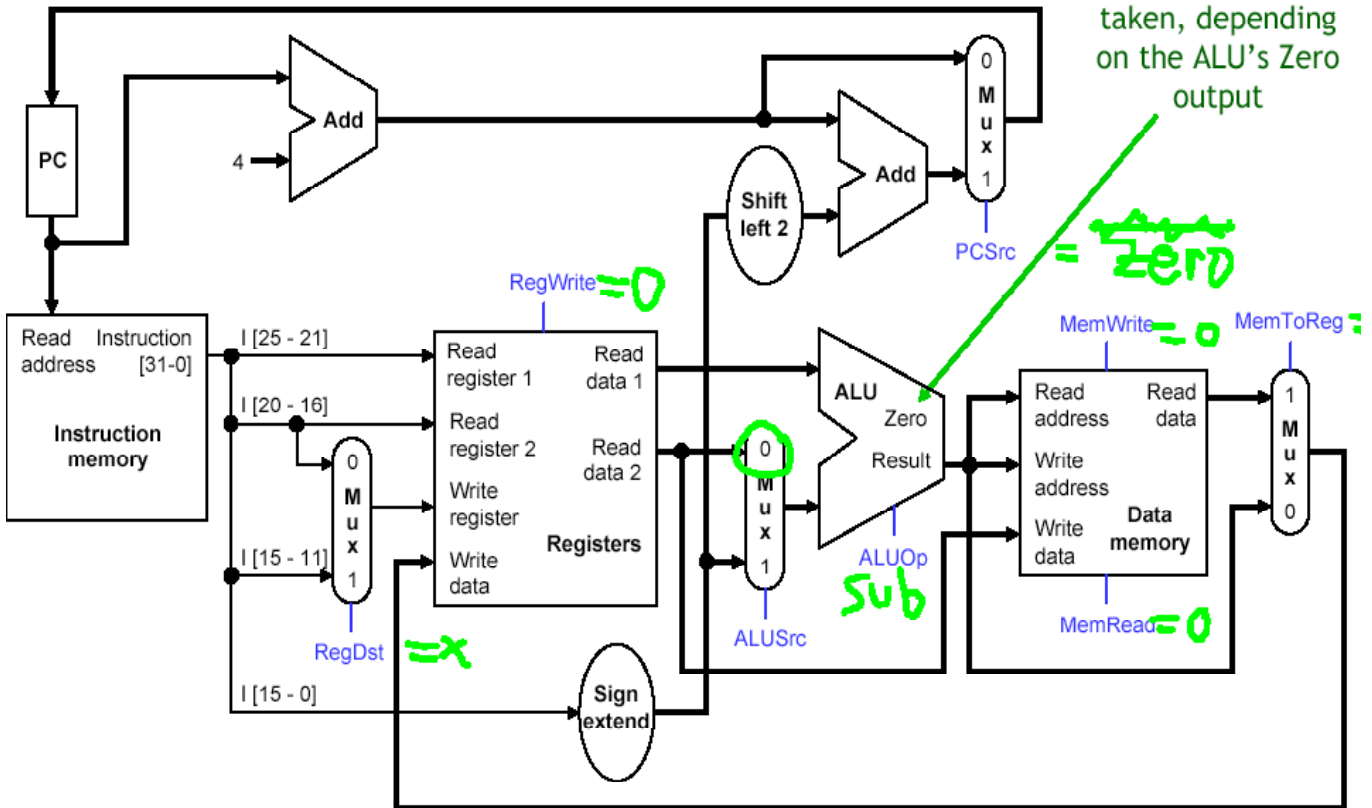 taken, depending
on the ALU's Zero
output
0
M
u
x
1
PCSrc
= Zero
Add
4
PC
Add
Shift
left 2
RegWrite =0
MemWrite =0
MemToReg =
Read
address
Instruction
[31-0]
Instruction
memory
I [25 - 21]
I [20 - 16]
I [15 - 11]
I [15 - 0]
0
M
u
x
1
RegDst =x
Read
register 1
Read
register 2
Write
register
Write
data
Read
data 1
Read
data 2
Registers
0
M
u
x
1
ALUSrc
ALU
Zero
Result
ALUOp
sub
Read
address
Write
address
Write
data
Read
data
Data
memory
MemRead =0
1
M
u
x
0
Sign
extend